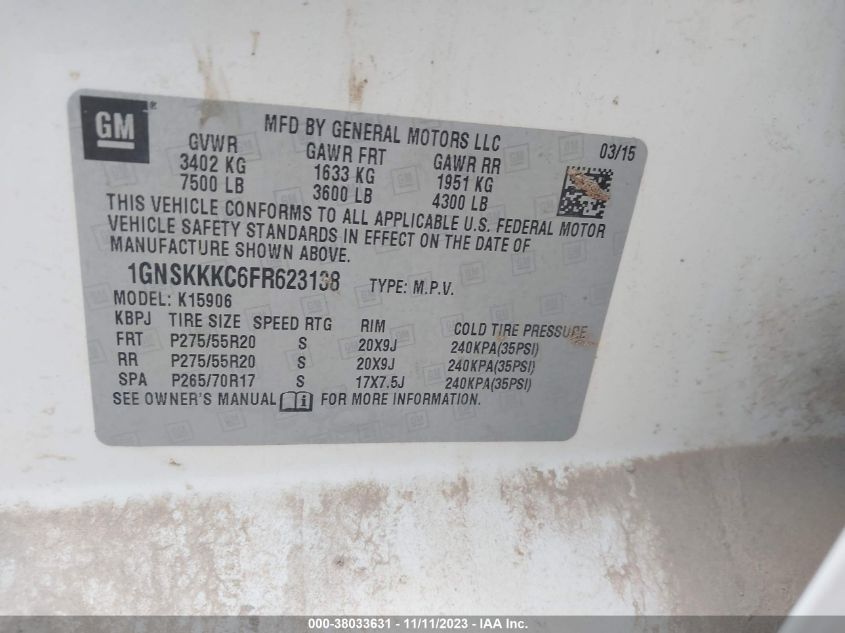 GM®
MFD BY GENERAL MOTORS LLC 03/15
GVWR GAWR FRT GAWR RR
3402 KG 1633 KG 1951 KG
7500 LB 3600 LB 4300 LB
THIS VEHICLE CONFORMS TO ALL APPLICABLE U.S. FEDERAL MOTOR
VEHICLE SAFETY STANDARDS IN EFFECT ON THE DATE OF
MANUFACTURE SHOWN ABOVE.
1GNSKKKC6FR623138 TYPE: M.P.V.
MODEL: K15906
KBPJ TIRE SIZE SPEED RTG RIM COLD TIRE PRESSURE
FRT P275/55R20 S 20X9J 240KPA(35PSI)
RR P275/55R20 S 20X9J 240KPA(35PSI)
SPA P265/70R17 S 17X7.5J 240KPA(35PSI)
SEE OWNER'S MANUAL FOR MORE INFORMATION.
000-38033631 - 11/11/2023 - IAA Inc.